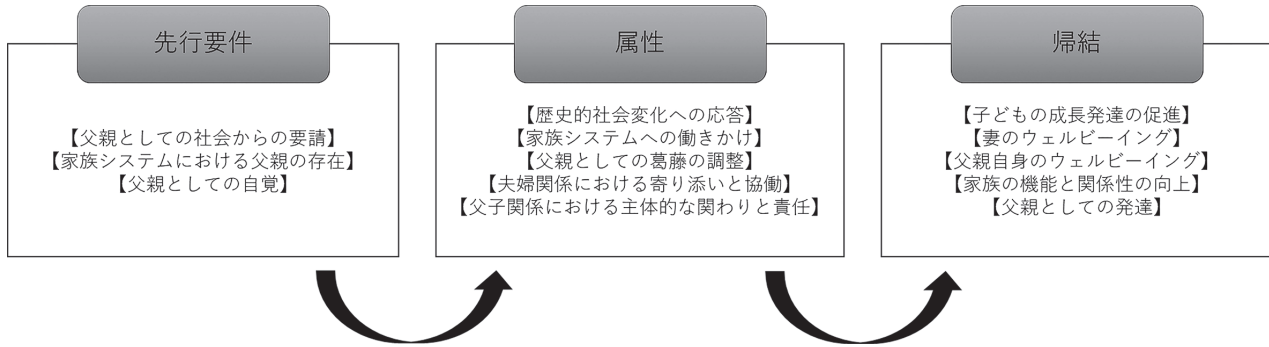 先行要件
【父親としての社会からの要請】
【家族システムにおける父親の存在】
【父親としての自覚】
属性
【歴史的社会変化への応答】
【家族システムへの働きかけ】
【父親としての葛藤の調整】
【夫婦関係における寄り添いと協働】
【父子関係における主体的な関わりと責任】
帰結
【子どもの成長発達の促進】
【妻のウェルビーイング】
【父親自身のウェルビーイング】
【家族の機能と関係性の向上】
【父親としての発達】